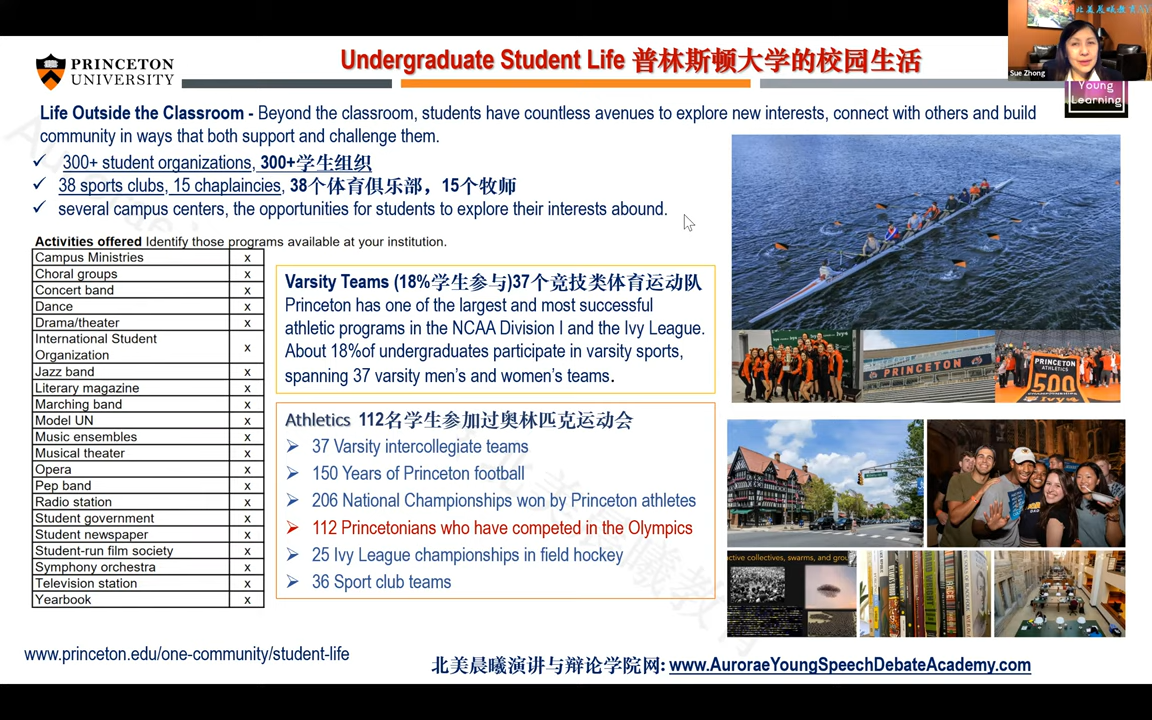 北美晨曦教育
Sue Zhong
Young
Learning
PRINCETON
UNIVERSITY
Undergraduate Student Life 普林斯顿大学的校园生活
Life Outside the Classroom - Beyond the classroom, students have countless avenues to explore new interests, connect with others and build
community in ways that both support and challenge them.
✓ 300+ student organizations, 300+学生组织
✓ 38 sports clubs, 15 chaplaincies, 38个体育俱乐部，15个牧师
✓ several campus centers, the opportunities for students to explore their interests abound.
Activities offered Identify those programs available at your institution.
Campus Ministries x
Choral groups x
Concert band x
Dance x
Drama/theater x
International Student
Organization x
Jazz band x
Literary magazine x
Marching band x
Model UN x
Music ensembles x
Musical theater x
Opera x
Pep band x
Radio station x
Student government x
Student newspaper x
Student-run film society x
Symphony orchestra x
Television station x
Yearbook x
Varsity Teams (18%学生参与)37个竞技类体育运动队
Princeton has one of the largest and most successful
athletic programs in the NCAA Division I and the Ivy League.
About 18%of undergraduates participate in varsity sports,
spanning 37 varsity men's and women's teams.
Athletics 112名学生参加过奥林匹克运动会
➢ 37 Varsity intercollegiate teams
➢ 150 Years of Princeton football
➢ 206 National Championships won by Princeton athletes
➢ 112 Princetonians who have competed in the Olympics
➢ 25 Ivy League championships in field hockey
➢ 36 Sport club teams
PRINCETON
PRINCETON
ATHLETICS
500
ctive collectives, swarms, and grou
www.princeton.edu/one-community/student-life
北美晨曦演讲与辩论学院网: www.AuroraeYoungSpeechDebateAcademy.com